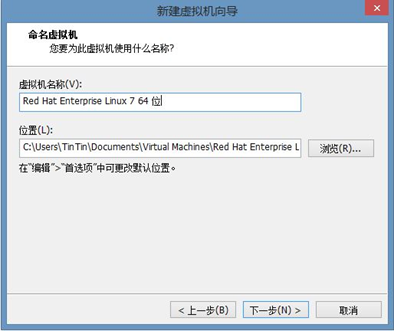 新建虚拟机向导
命名虚拟机
您要为此虚拟机使用什么名称?
虚拟机名称(V):
Red Hat Enterprise Linux 7 64 位
位置(L):
C:\Users\TinTin\Documents\Virtual Machines\Red Hat Enterprise L
浏览(R)...
在“编辑”>“首选项”中可更改默认位置。
< 上一步(B)
下一步(N) >
取消